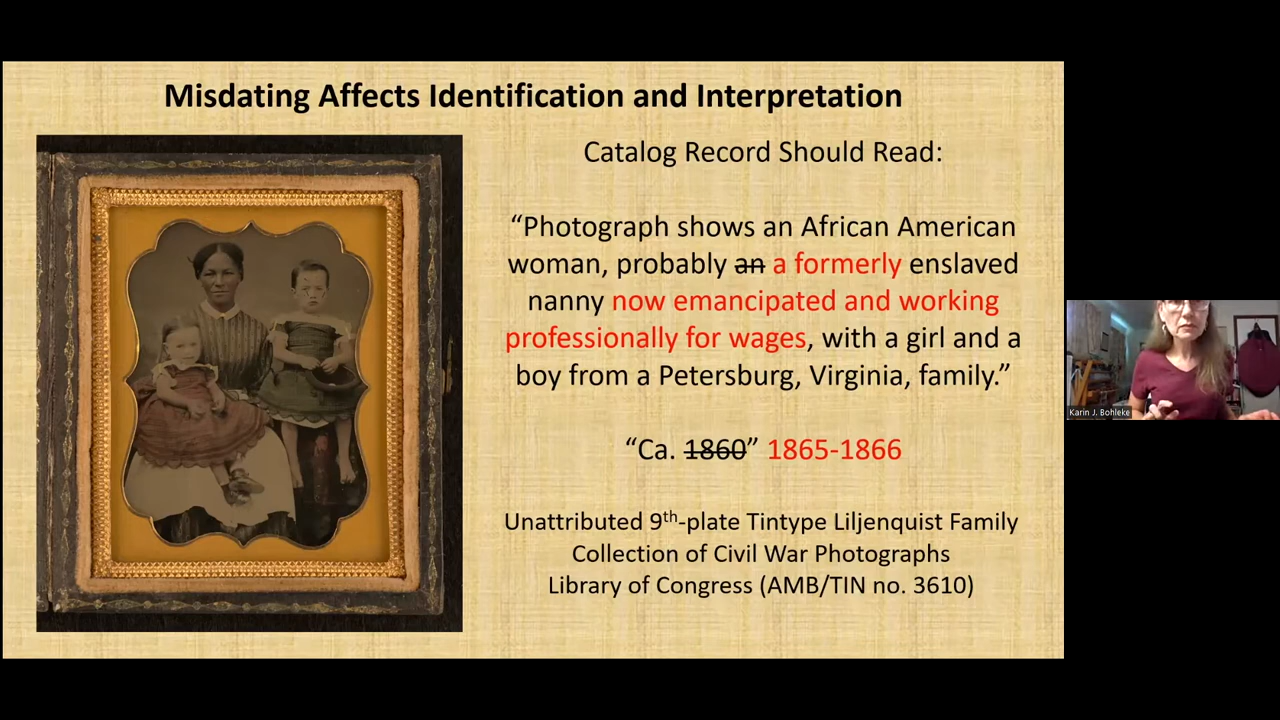 Misdating Affects Identification and Interpretation
Catalog Record Should Read:
“Photograph shows an African American
woman, probably an a formerly enslaved
nanny now emancipated and working
professionally for wages, with a girl and a
boy from a Petersburg, Virginia, family.”
“Ca. 1860” 1865-1866
Unattributed 9th-plate Tintype Liljenquist Family
Collection of Civil War Photographs
Library of Congress (AMB/TIN no. 3610)
Karin J. Bohleke